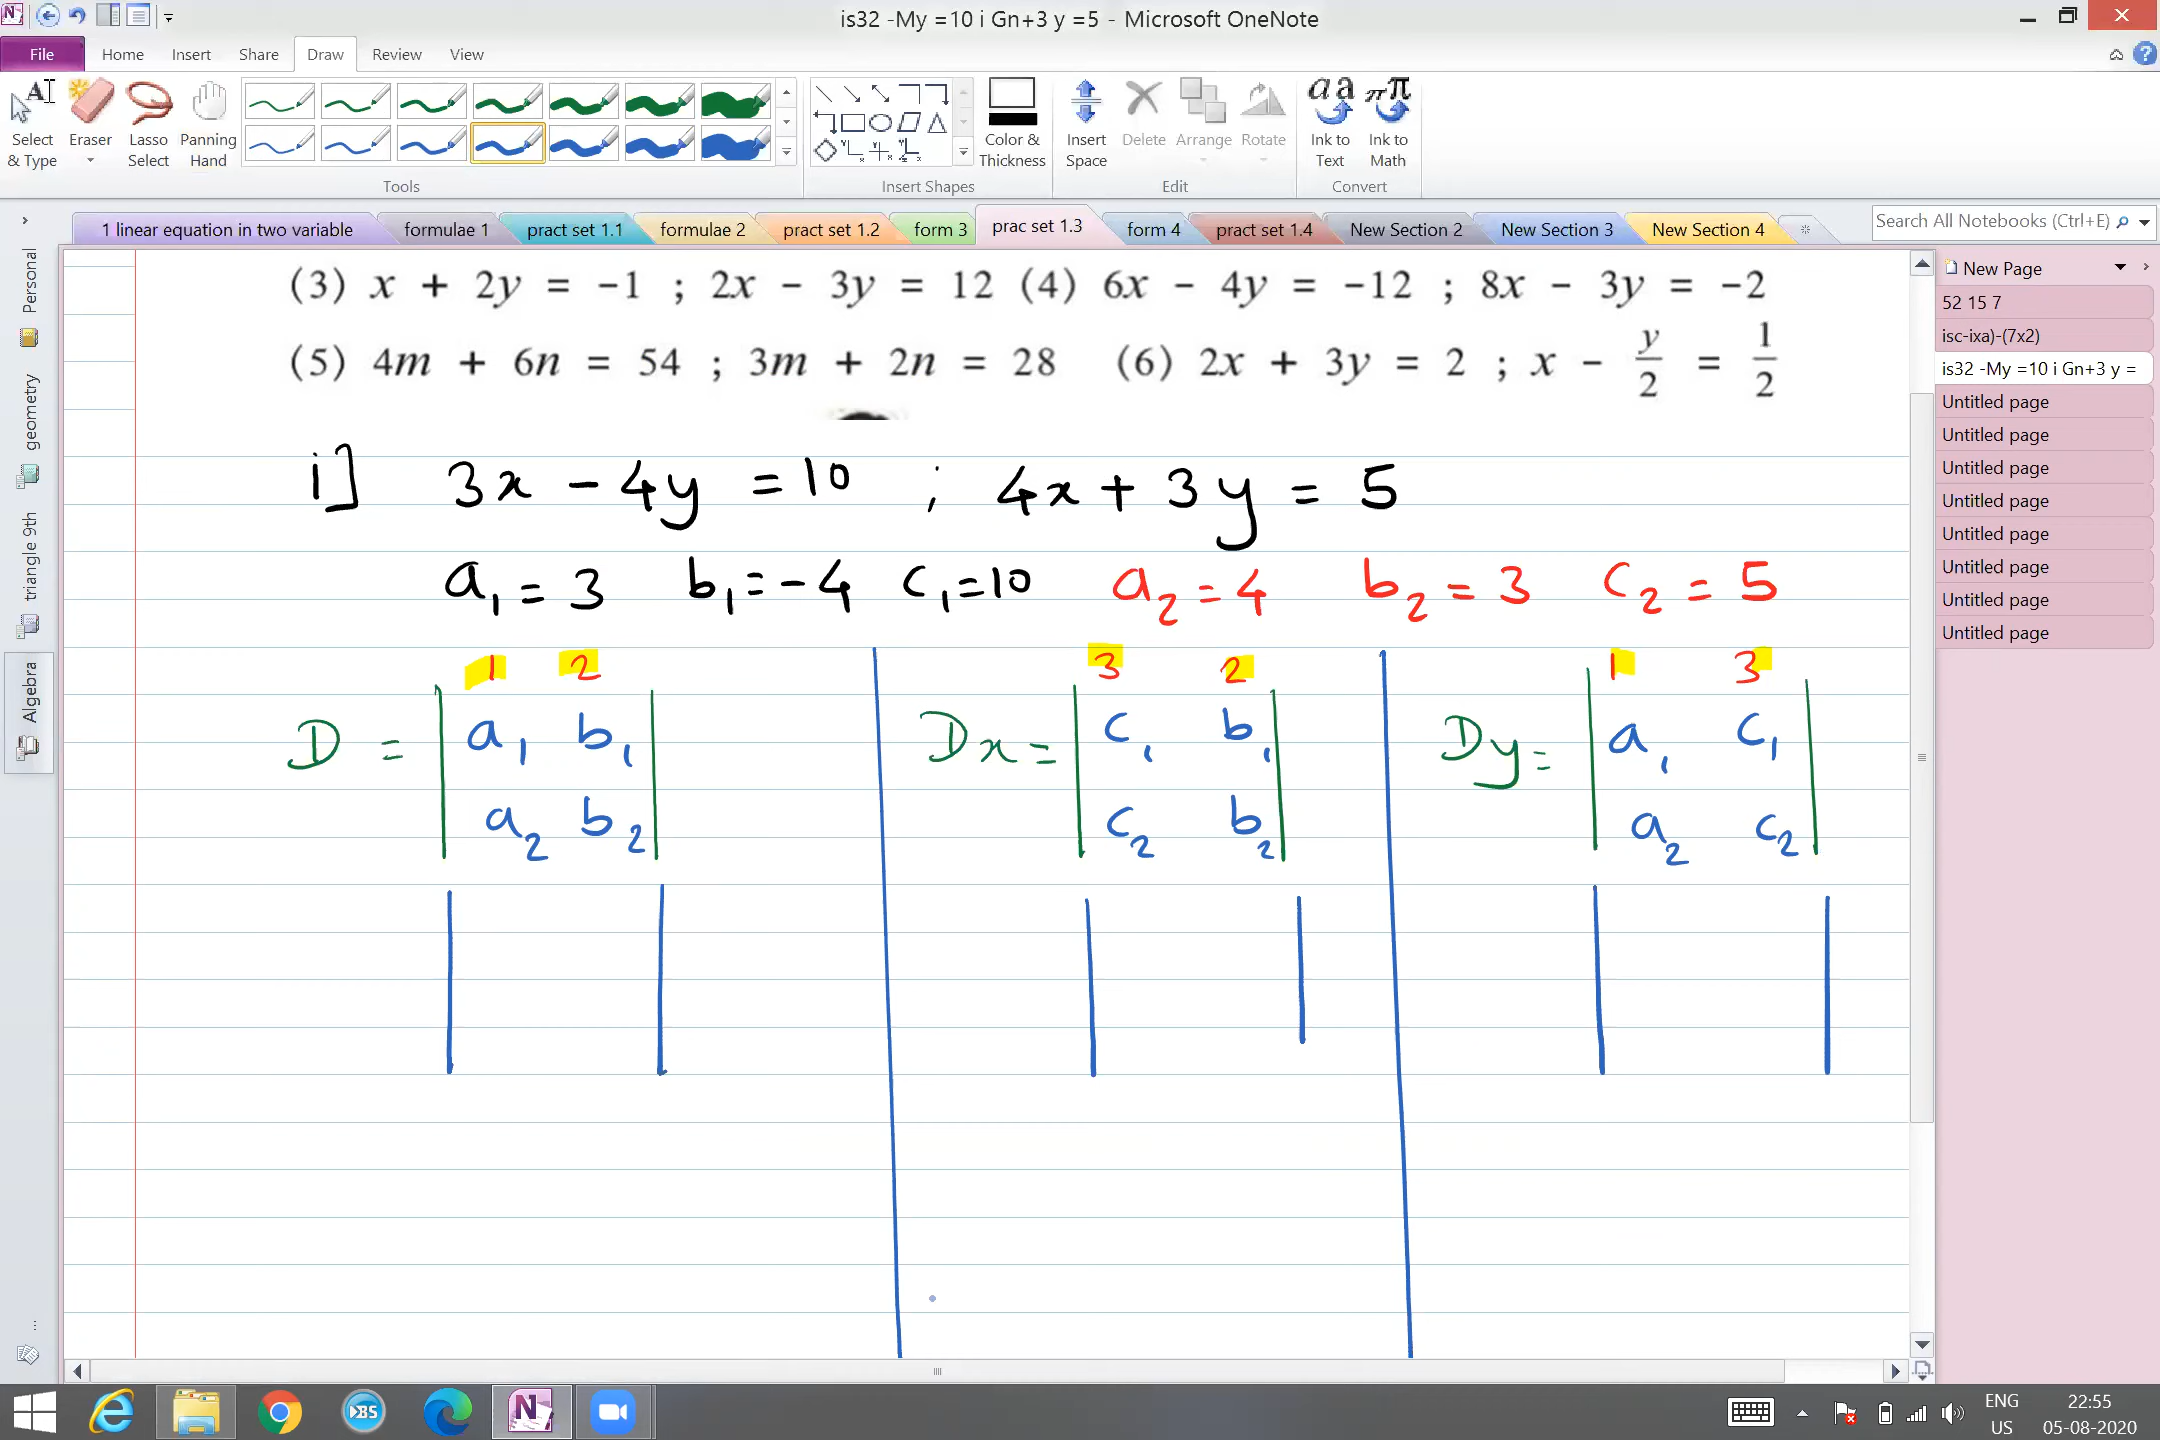 is32 -My =10 i Gn+3 y =5 - Microsoft OneNote
File Home Insert Share Draw Review View
Select & Type
Eraser
Lasso Select
Panning Hand
Color & Thickness
Insert Space
Delete
Arrange
Rotate
Ink to Text
Ink to Math
Tools
Insert Shapes
Edit
Convert
1 linear equation in two variable
formulae 1
pract set 1.1
formulae 2
pract set 1.2
form 3
prac set 1.3
form 4
pract set 1.4
New Section 2
New Section 3
New Section 4
Search All Notebooks (Ctrl+E)
Personal
geometry
triangle 9th
Algebra
New Page
52 15 7
isc-ixa)-(7x2)
is32 -My =10 i Gn+3 y =
Untitled page
Untitled page
Untitled page
Untitled page
Untitled page
Untitled page
Untitled page
Untitled page
(3) x + 2y = -1 ; 2x - 3y = 12 (4) 6x - 4y = -12 ; 8x - 3y = -2
(5) 4m + 6n = 54 ; 3m + 2n = 28 (6) 2x + 3y = 2 ; x - y/2 = 1/2
i] 3x - 4y = 10 ; 4x + 3y = 5
a₁ = 3 b₁ = -4 c₁ = 10 a₂ = 4 b₂ = 3 c₂ = 5
1 2 3 2 1 3
D = | a₁ b₁ | Dx = | c₁ b₁ | Dy = | a₁ c₁ |
| a₂ b₂ | | c₂ b₂ | | a₂ c₂ |
ENG 22:55
US 05-08-2020